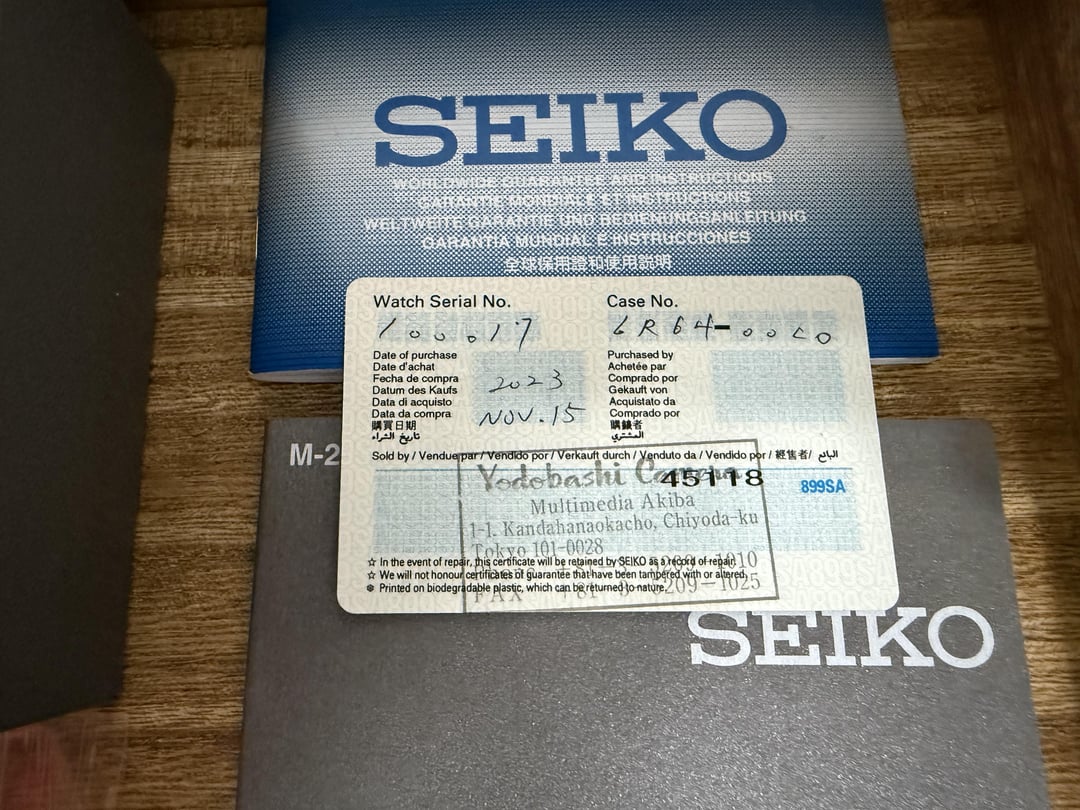 SEIKO
WORLDWIDE GUARANTEE AND INSTRUCTIONS
GARANTIE MONDIALE ET INSTRUCTIONS
WELTWEITE GARANTIE UND BEDIENUNGSANLEITUNG
GARANTIA MUNDIAL E INSTRUCCIONES
全球保用證和使用説明
Watch Serial No. Case No.
100017 6R64-00C0
Date of purchase Purchased by
Date d'achat Achetée par
Fecha de compra Comprado por
Datum des Kaufs Gekauft von
Data di acquisto Acquistato da
Data da compra Comprado por
2023
NOV.15
購買日期
تاريخ الشراء
المشتري
Sold by / Vendue par / Vendido por / Verkauft durch / Venduto da / Vendido por / 經售者/ البائع
Yodobashi Camera
45118 899SA
Multimedia Akiba
1-1. Kandahanaokacho, Chiyoda-ku
Tokyo 101-0028
☆ In the event of repair, this certificate will be retained by SEIKO as a record of repair.
☆ We will not honour certificates of guarantee that have been tampered with or altered.
Printed on biodegradable plastic, which can be returned to nature.
FAX
M-2
SEIKO